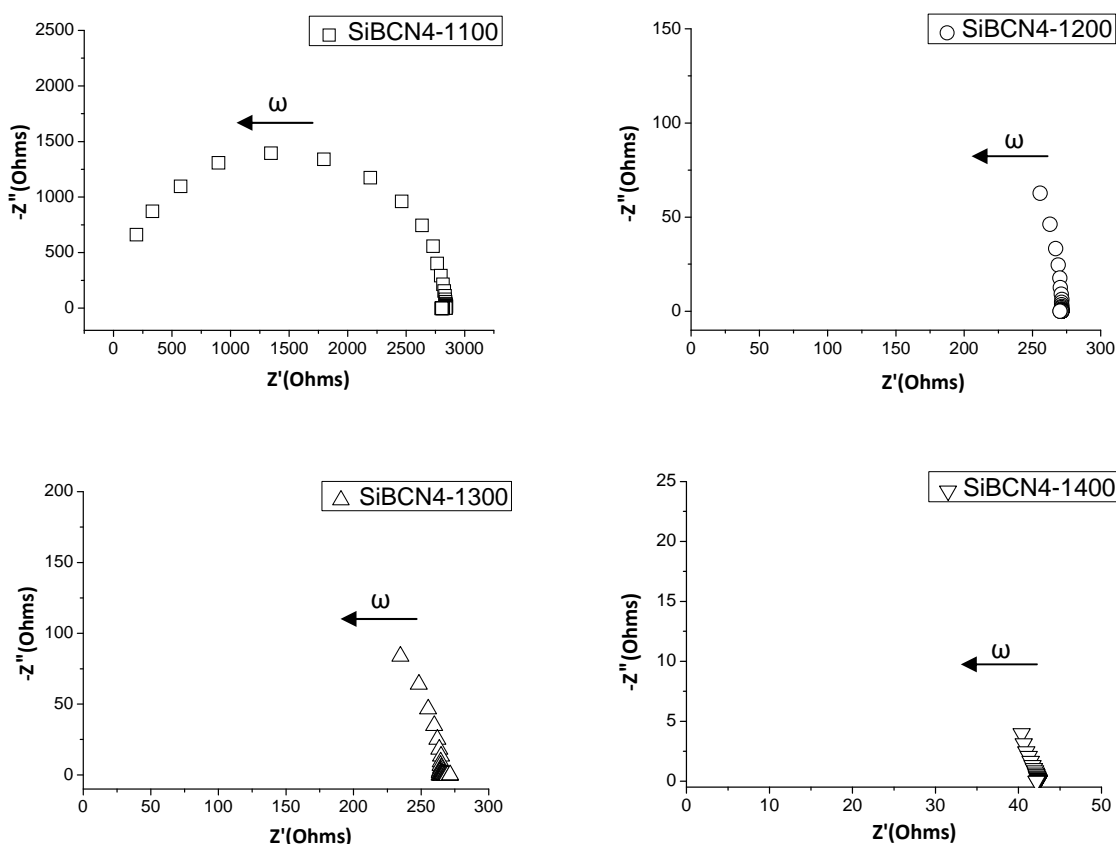 SiBCN4-1100
2500
2000
1500
1000
500
0
-Z"(Ohms)
ω
0 500 1000 1500 2000 2500 3000
Z'(Ohms)
SiBCN4-1200
150
100
50
0
-Z"(Ohms)
ω
0 50 100 150 200 250 300
Z'(Ohms)
SiBCN4-1300
200
150
100
50
0
-Z"(Ohms)
ω
0 50 100 150 200 250 300
Z'(Ohms)
SiBCN4-1400
25
20
15
10
5
0
-Z"(Ohms)
ω
0 10 20 30 40 50
Z'(Ohms)